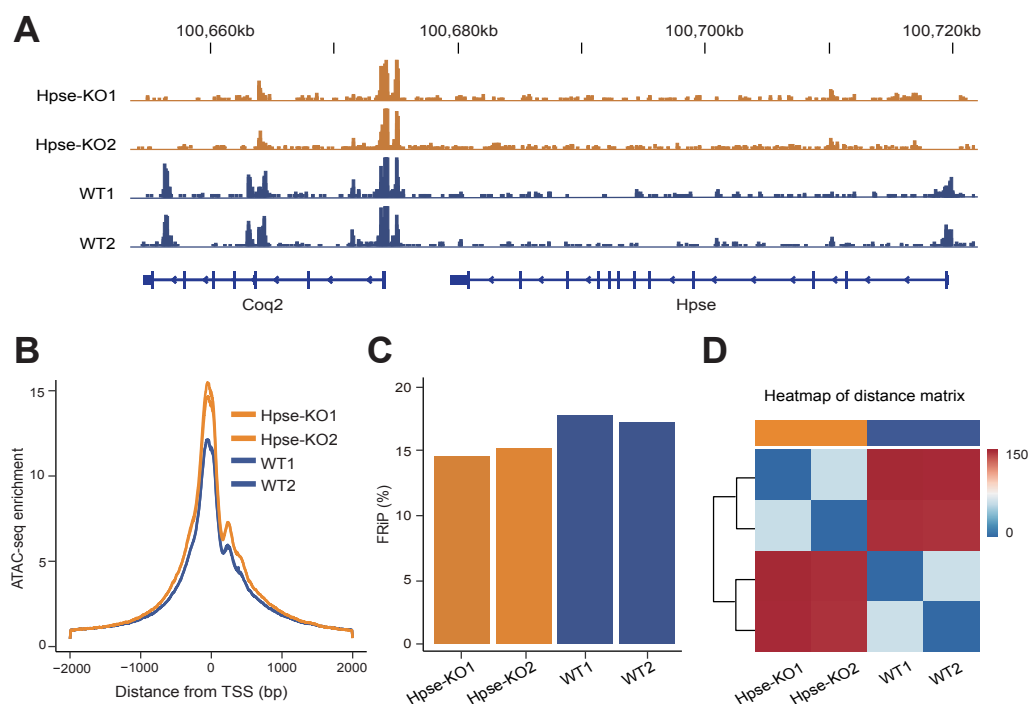 A
100,660kb 100,680kb 100,700kb 100,720kb
Hpse-KO1
Hpse-KO2
WT1
WT2
Coq2 Hpse
B
ATAC-seq enrichment
15
10
5
0
Hpse-KO1
Hpse-KO2
WT1
WT2
−2000 −1000 0 1000 2000
Distance from TSS (bp)
C
FRiP (%)
20
15
10
5
0
Hpse-KO1 Hpse-KO2 WT1 WT2
D
Heatmap of distance matrix
150
0
Hpse-KO1 Hpse-KO2 WT1 WT2